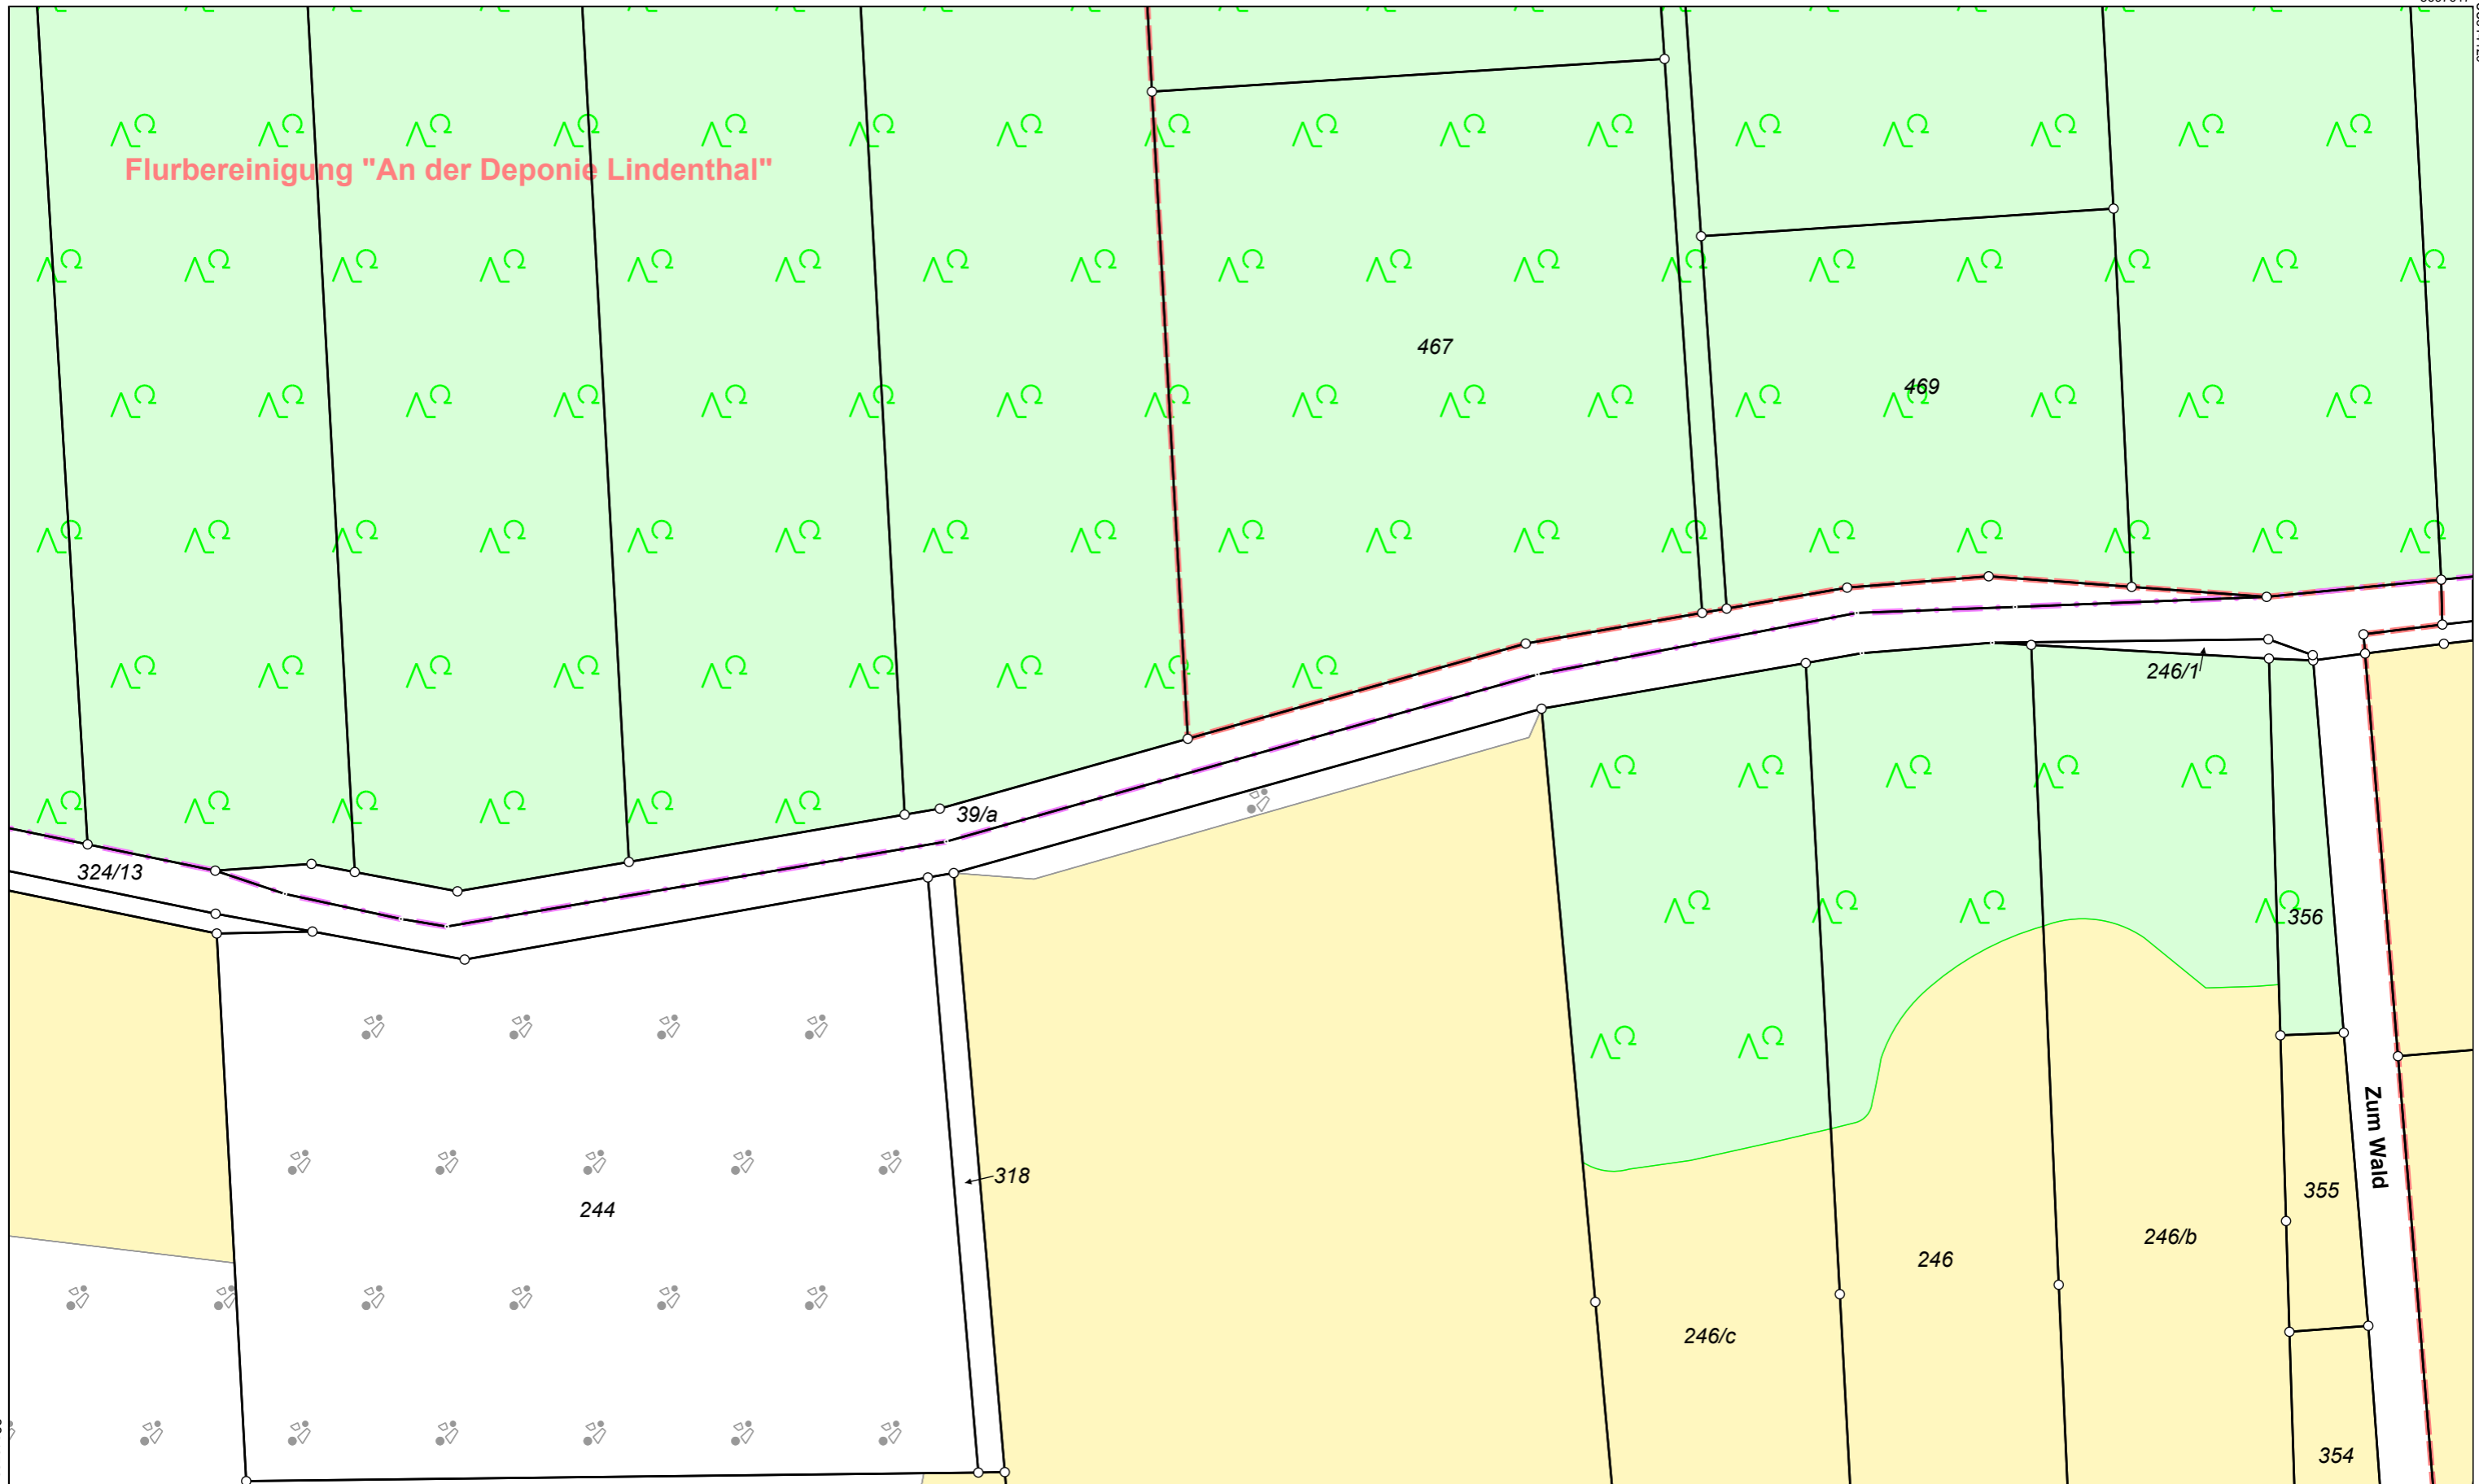 Flurbereinigung "An der Deponie Lindenthal"
467
469
246/1
39/a
324/13
356
318
355
244
Zum Wald
246/b
246
246/c
354